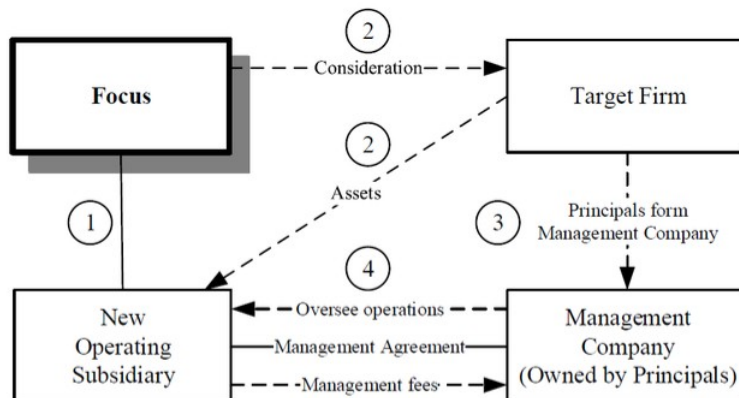 2
Consideration
Focus
Target Firm
2
Assets
1
3
Principals form
Management Company
4
New
Operating
Subsidiary
Oversee operations
Management Agreement
Management fees
Management
Company
(Owned by Principals)